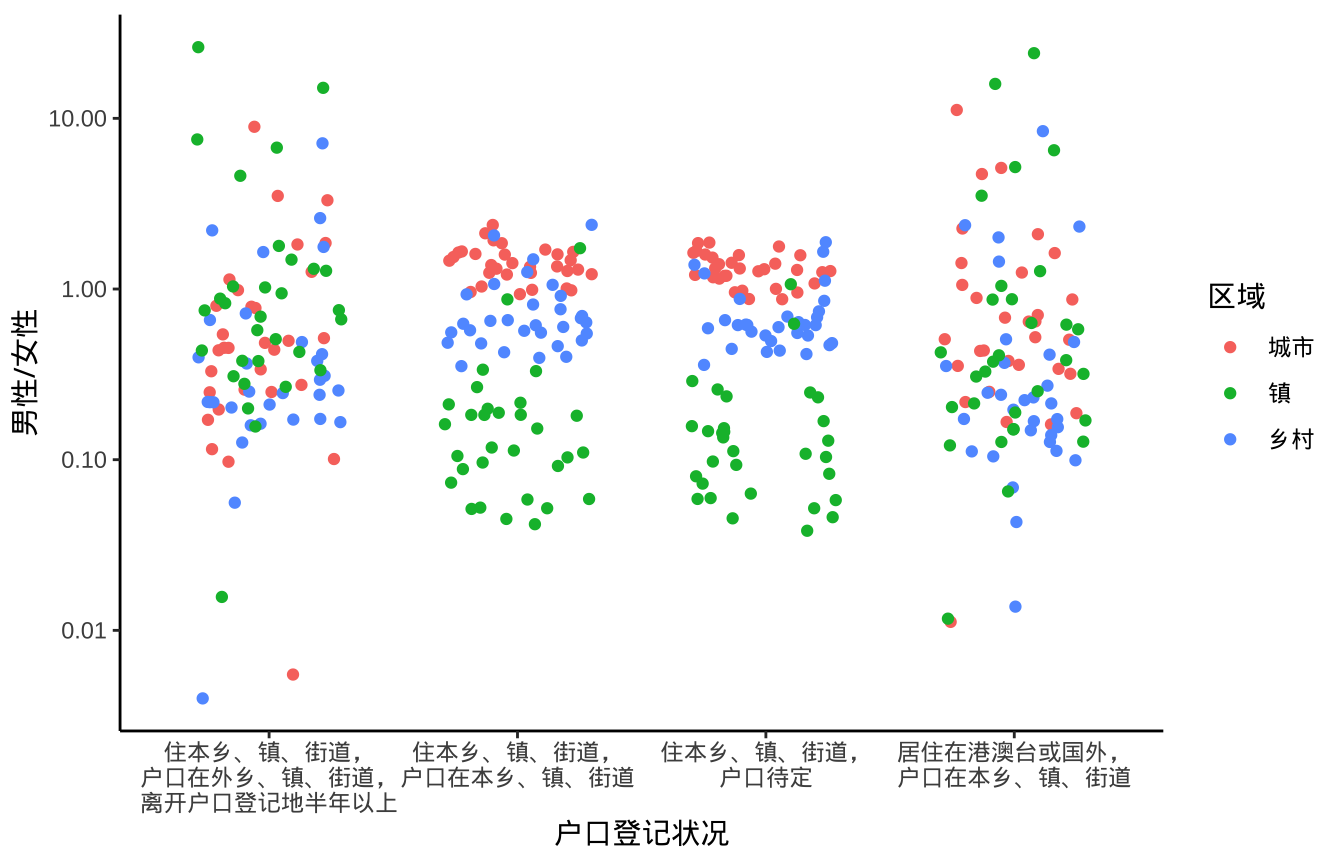 男性/女性
10.00
1.00
0.10
0.01
住本乡、镇、街道，
户口在外乡、镇、街道，
离开户口登记地半年以上
住本乡、镇、街道，
户口在本乡、镇、街道
住本乡、镇、街道，
户口待定
居住在港澳台或国外，
户口在本乡、镇、街道
户口登记状况
区域
城市
镇
乡村